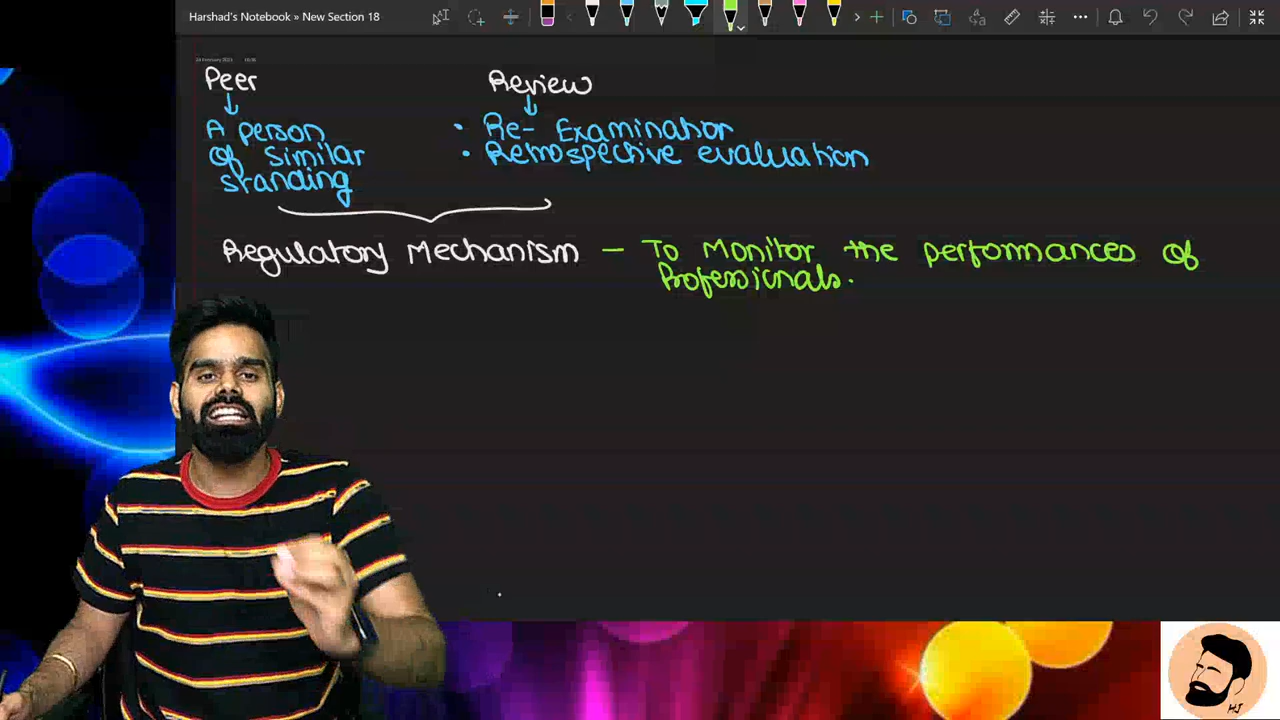 Harshad's Notebook » New Section 18
Peer Review
A person
of similar
standing
• Re- Examination
• Retrospective evaluation
Regulatory Mechanism – To Monitor the performances of
Professionals.
HJ